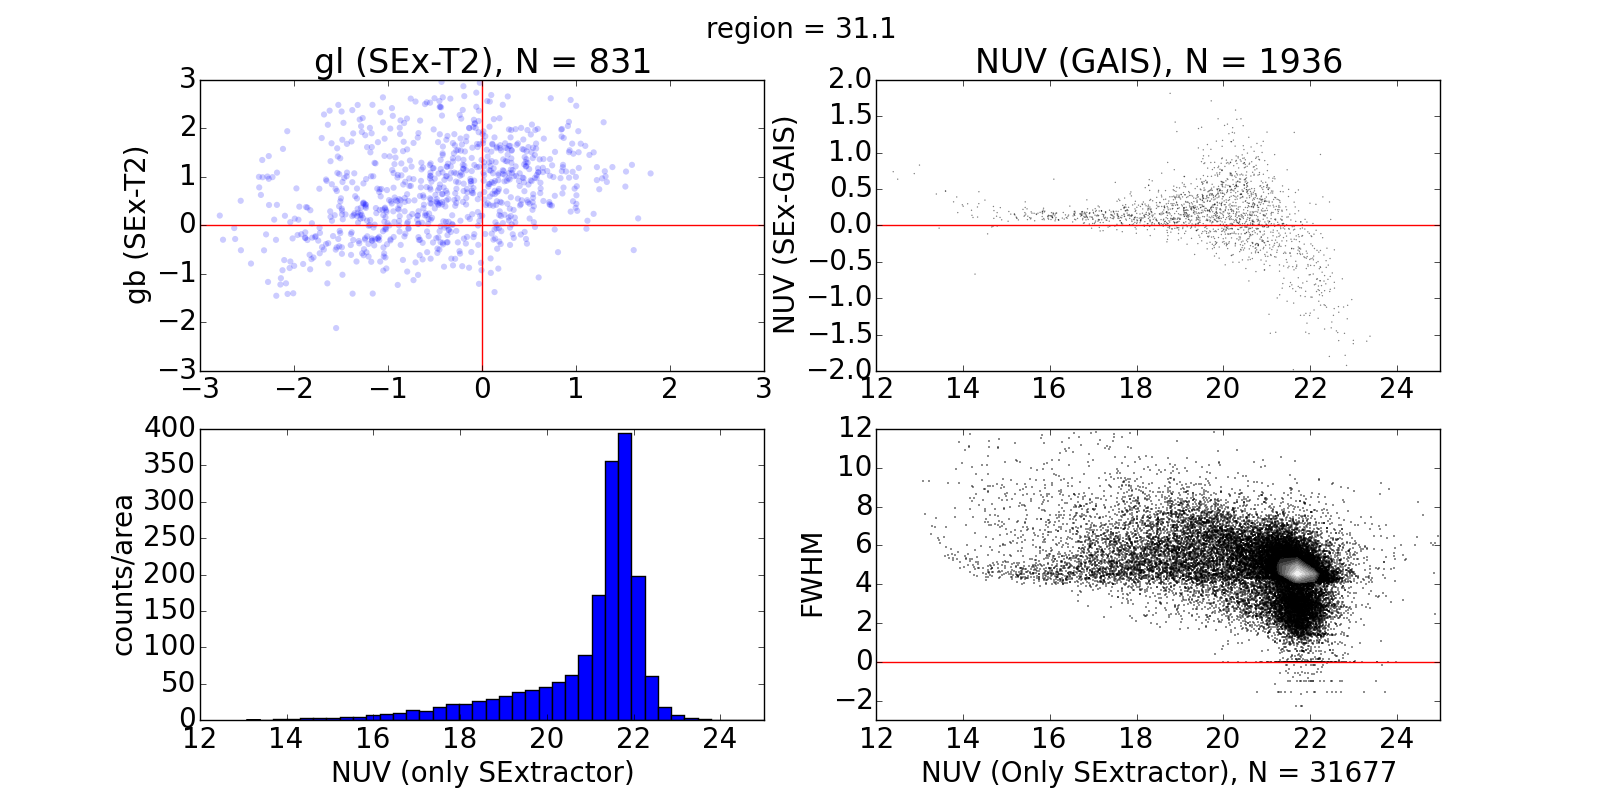 region = 31.1
gl (SEx-T2), N = 831
NUV (GAIS), N = 1936
gb (SEx-T2)
3
2
1
0
−1
−2
−3
−3 −2 −1 0 1 2 3
NUV (SEx-GAIS)
2.0
1.5
1.0
0.5
0.0
−0.5
−1.0
−1.5
−2.0
12 14 16 18 20 22 24
counts/area
400
350
300
250
200
150
100
50
0
12 14 16 18 20 22 24
NUV (only SExtractor)
FWHM
12
10
8
6
4
2
0
−2
12 14 16 18 20 22 24
NUV (Only SExtractor), N = 31677